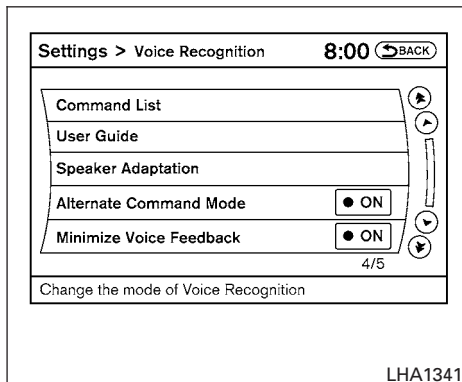 Settings > Voice Recognition 8:00 BACK
Command List
User Guide
Speaker Adaptation
Alternate Command Mode ON
Minimize Voice Feedback ON
4/5
Change the mode of Voice Recognition
LHA1341